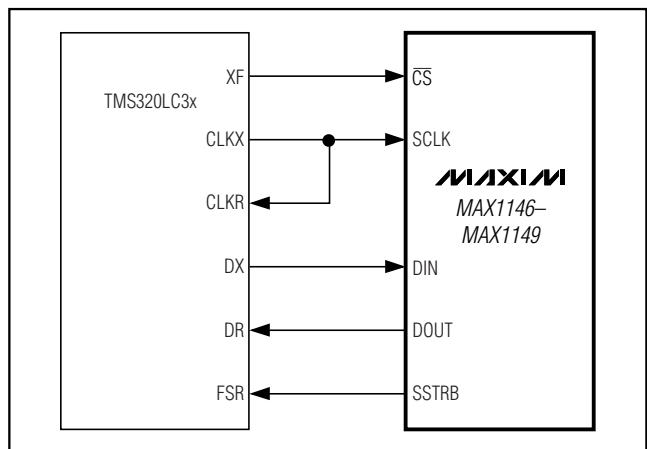 TMS320LC3x
XF
CLKX
CLKR
DX
DR
FSR
CS
SCLK
MAXIM
MAX1146–
MAX1149
DIN
DOUT
SSTRB